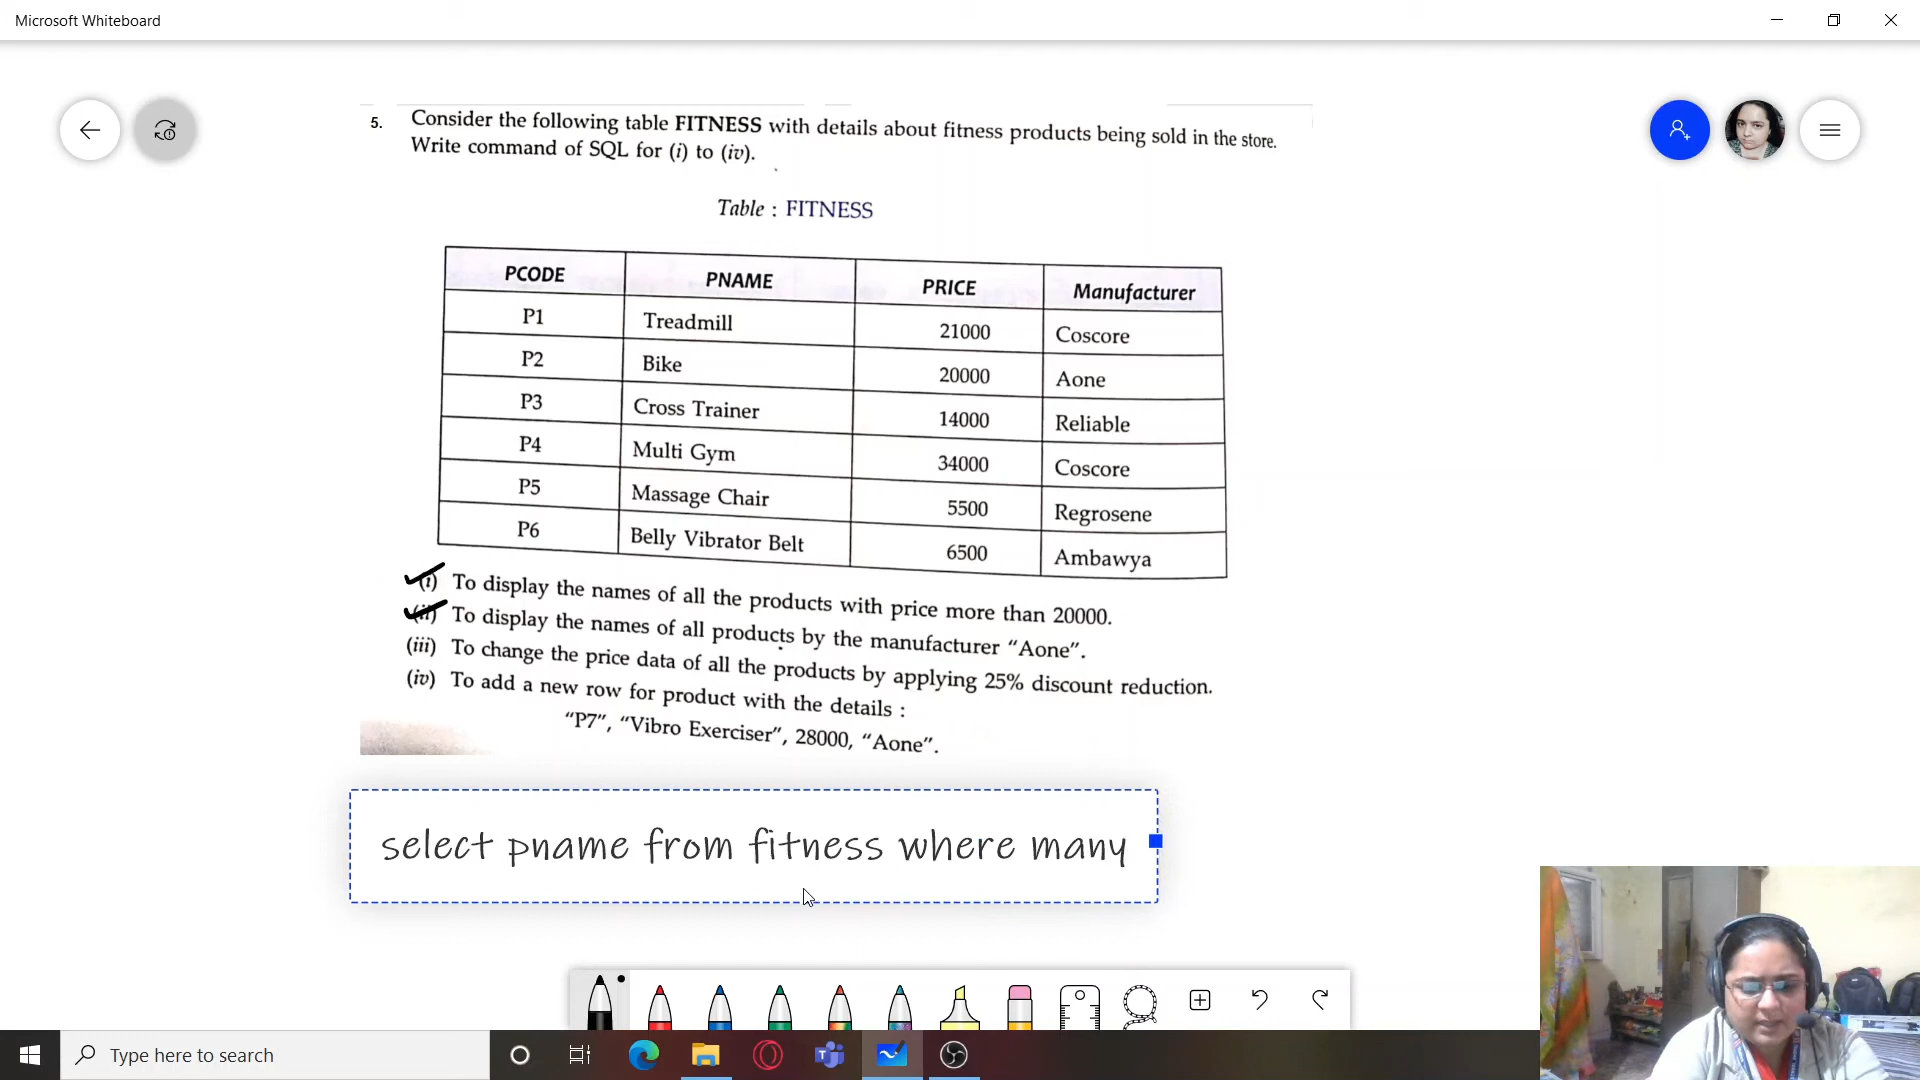 Microsoft Whiteboard
5. Consider the following table FITNESS with details about fitness products being sold in the store.
Write command of SQL for (i) to (iv).
Table : FITNESS
PCODE PNAME PRICE Manufacturer
P1 Treadmill 21000 Coscore
P2 Bike 20000 Aone
P3 Cross Trainer 14000 Reliable
P4 Multi Gym 34000 Coscore
P5 Massage Chair 5500 Regrosene
P6 Belly Vibrator Belt 6500 Ambawya
(i) To display the names of all the products with price more than 20000.
(ii) To display the names of all products by the manufacturer “Aone”.
(iii) To change the price data of all the products by applying 25% discount reduction.
(iv) To add a new row for product with the details :
“P7”, “Vibro Exerciser”, 28000, “Aone”.
select pname from fitness where many
Type here to search